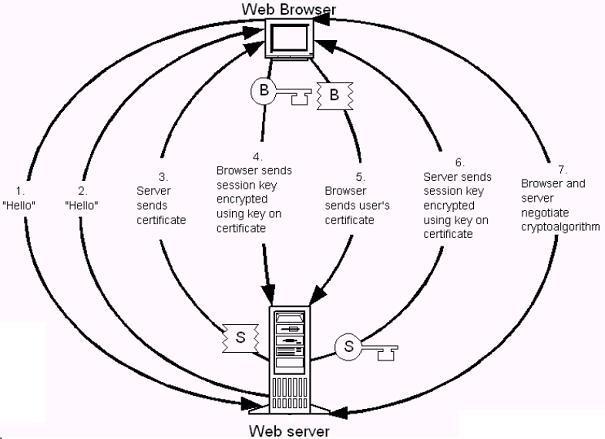 Web Browser
B
B
1.
"Hello"
2.
"Hello"
3.
Server
sends
certificate
4.
Browser sends
session key
encrypted
using key on
certificate
5.
Browser
sends user's
certificate
6.
Server sends
session key
encrypted
using key on
certificate
7.
Browser and
server
negotiate
cryptoalgorithm
S
S
Web server